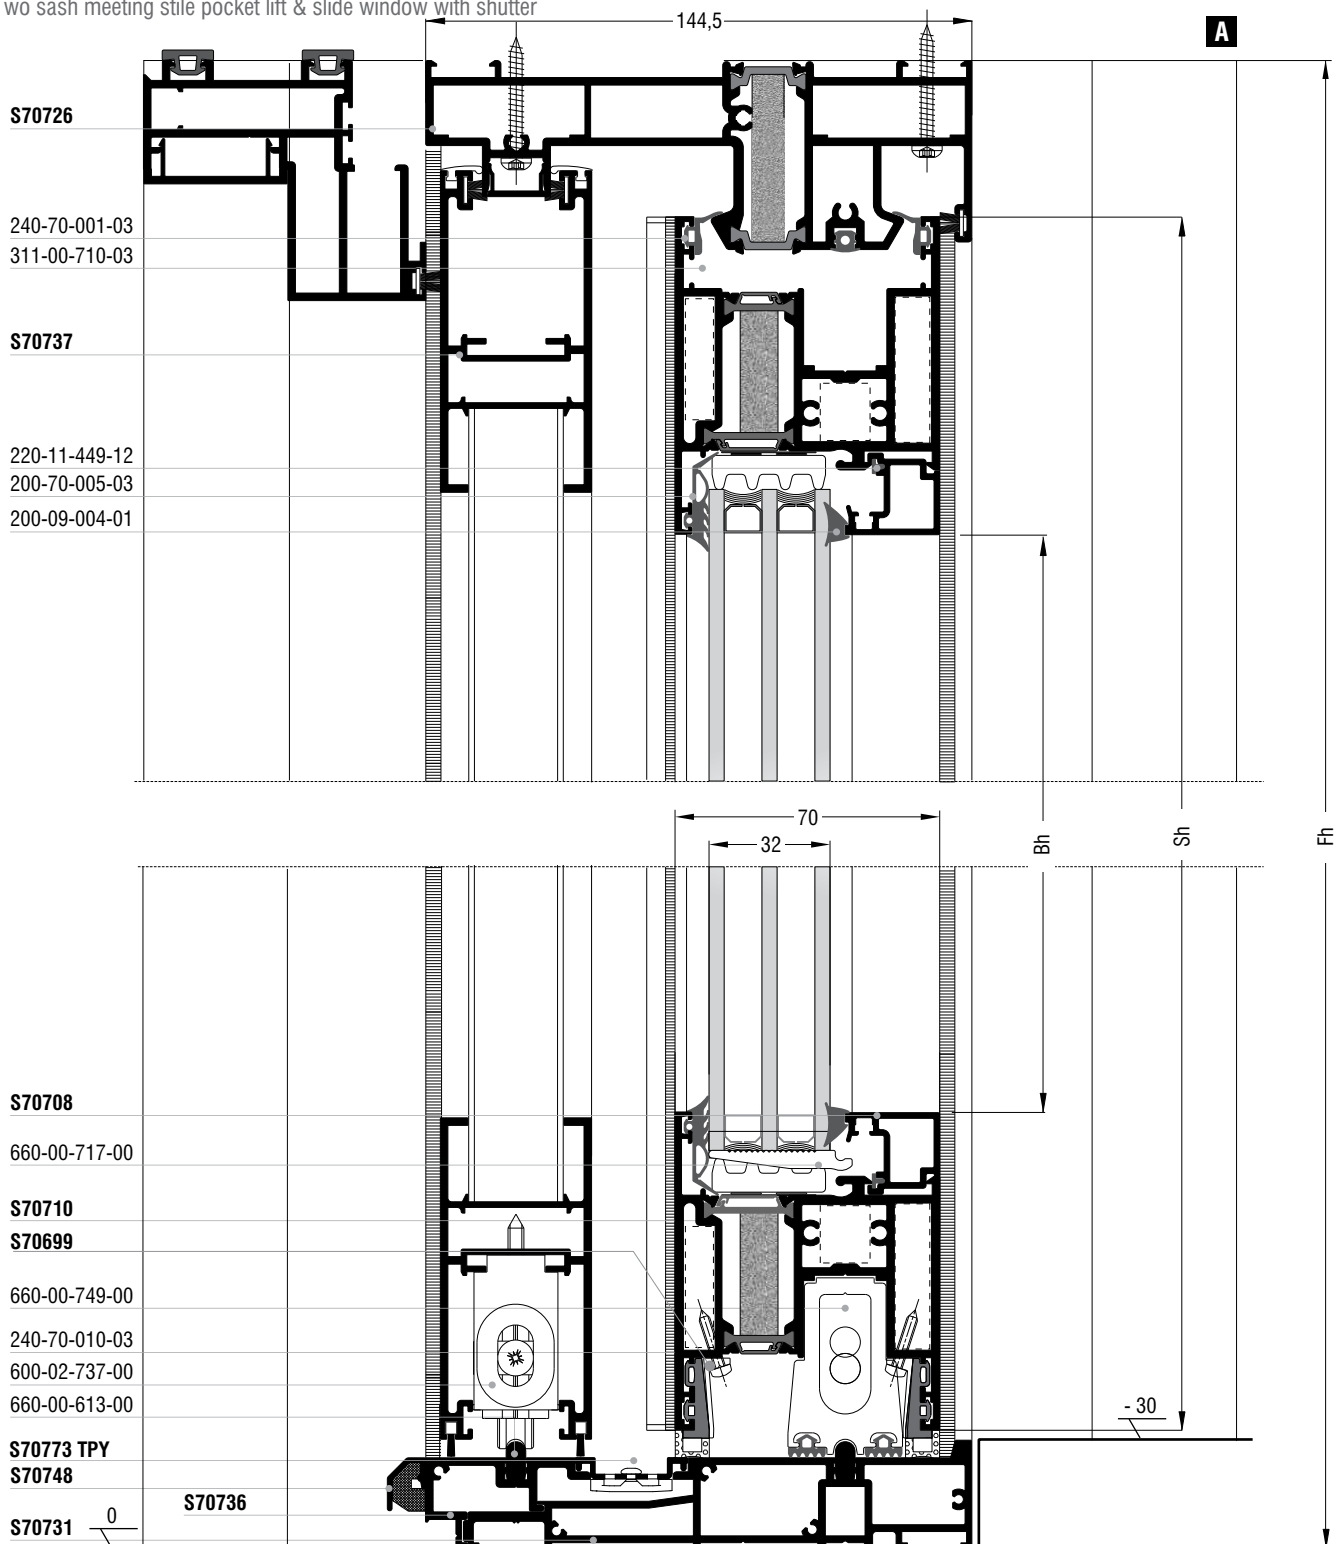 wo sash meeting stile pocket lift & slide window with shutter
144,5
A
S70726
240-70-001-03
311-00-710-03
S70737
220-11-449-12
200-70-005-03
200-09-004-01
70
32
Bh
Sh
Fh
S70708
660-00-717-00
S70710
S70699
660-00-749-00
240-70-010-03
600-02-737-00
660-00-613-00
- 30
S70773 TPY
S70748
S70736
S70731
0